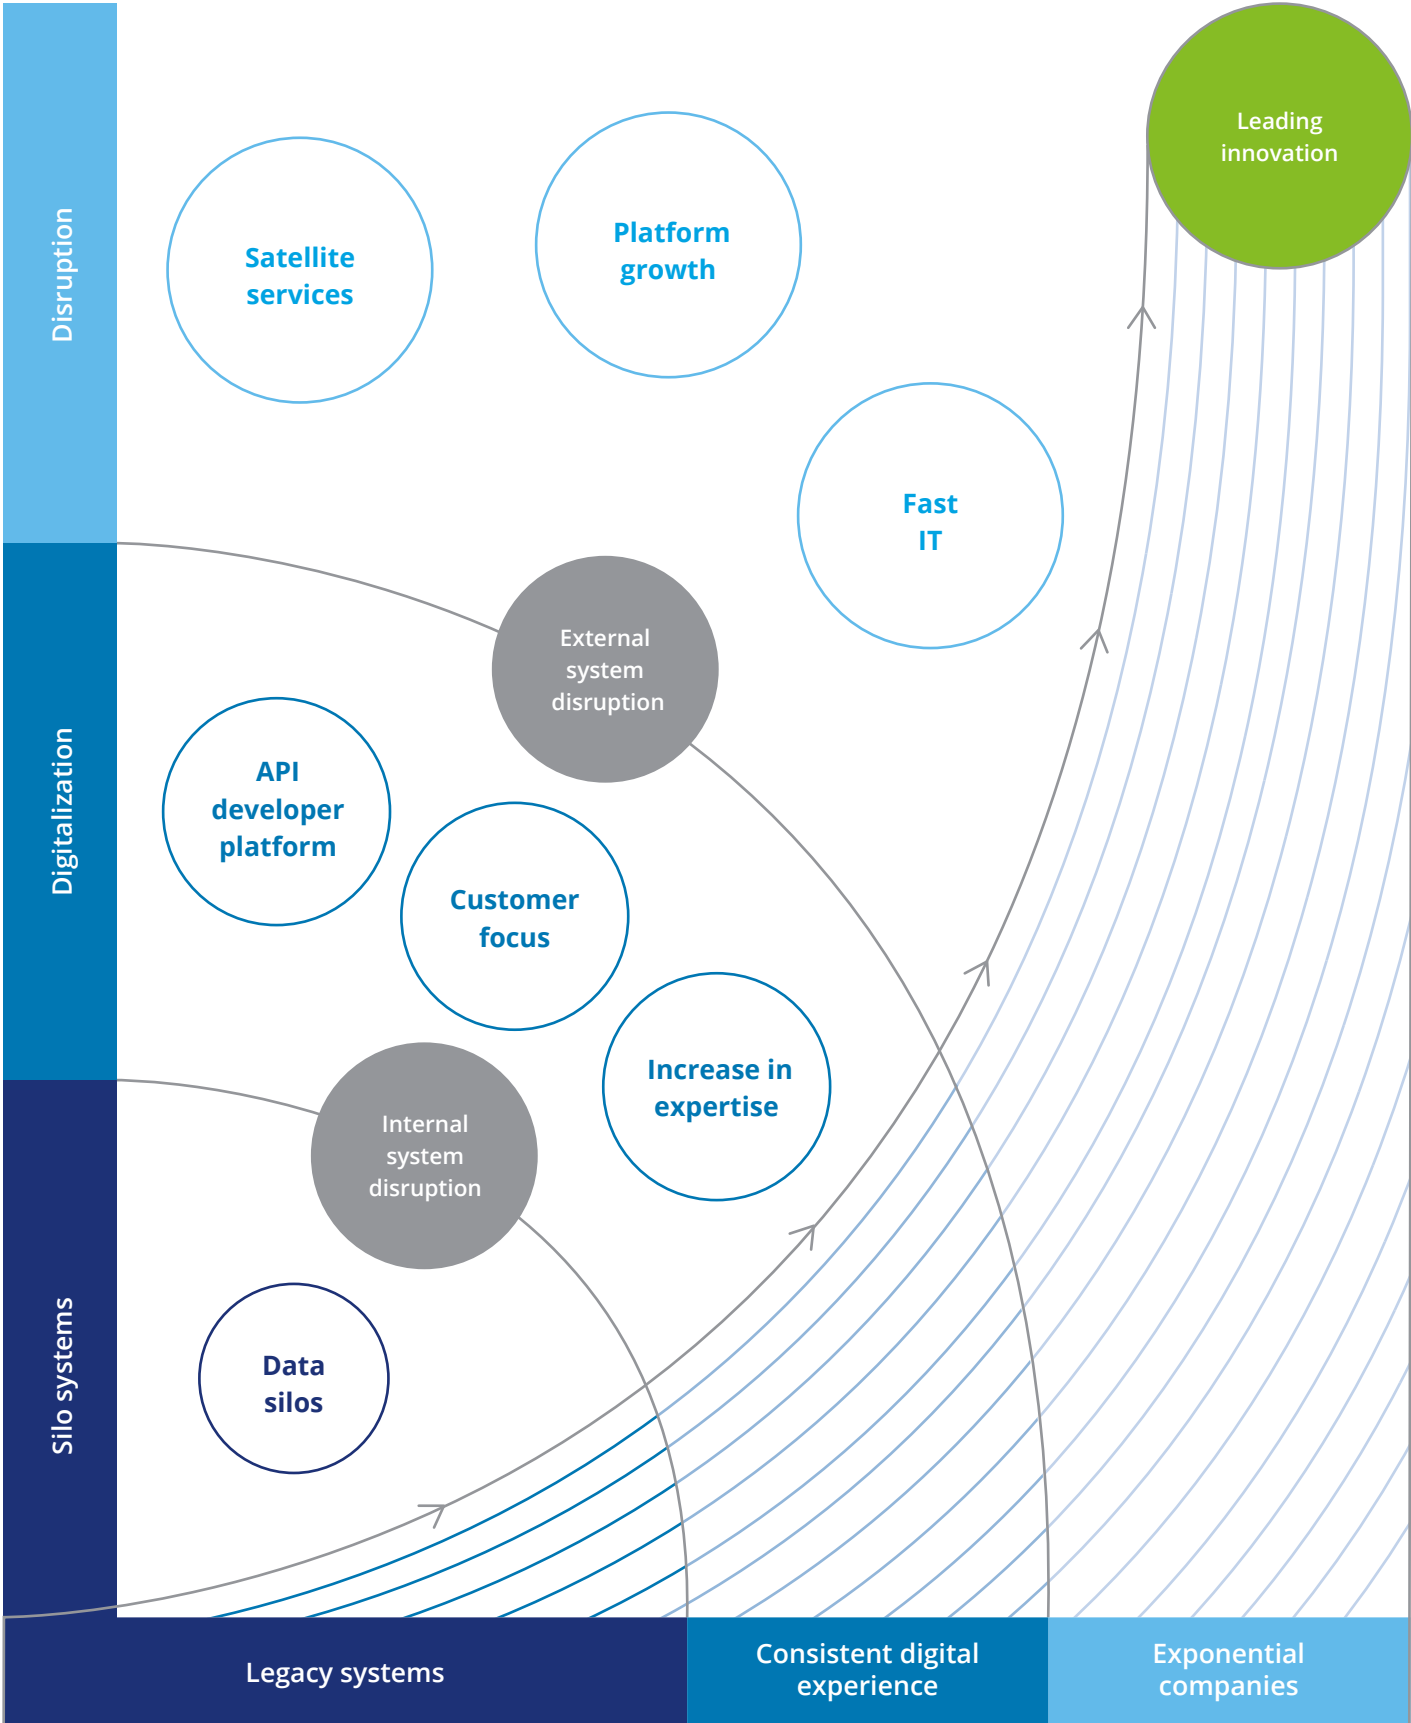 Leading
innovation
Disruption
Satellite
services
Platform
growth
Fast
IT
Digitalization
External
system
disruption
API
developer
platform
Customer
focus
Increase in
expertise
Silo systems
Internal
system
disruption
Data
silos
Legacy systems
Consistent digital
experience
Exponential
companies